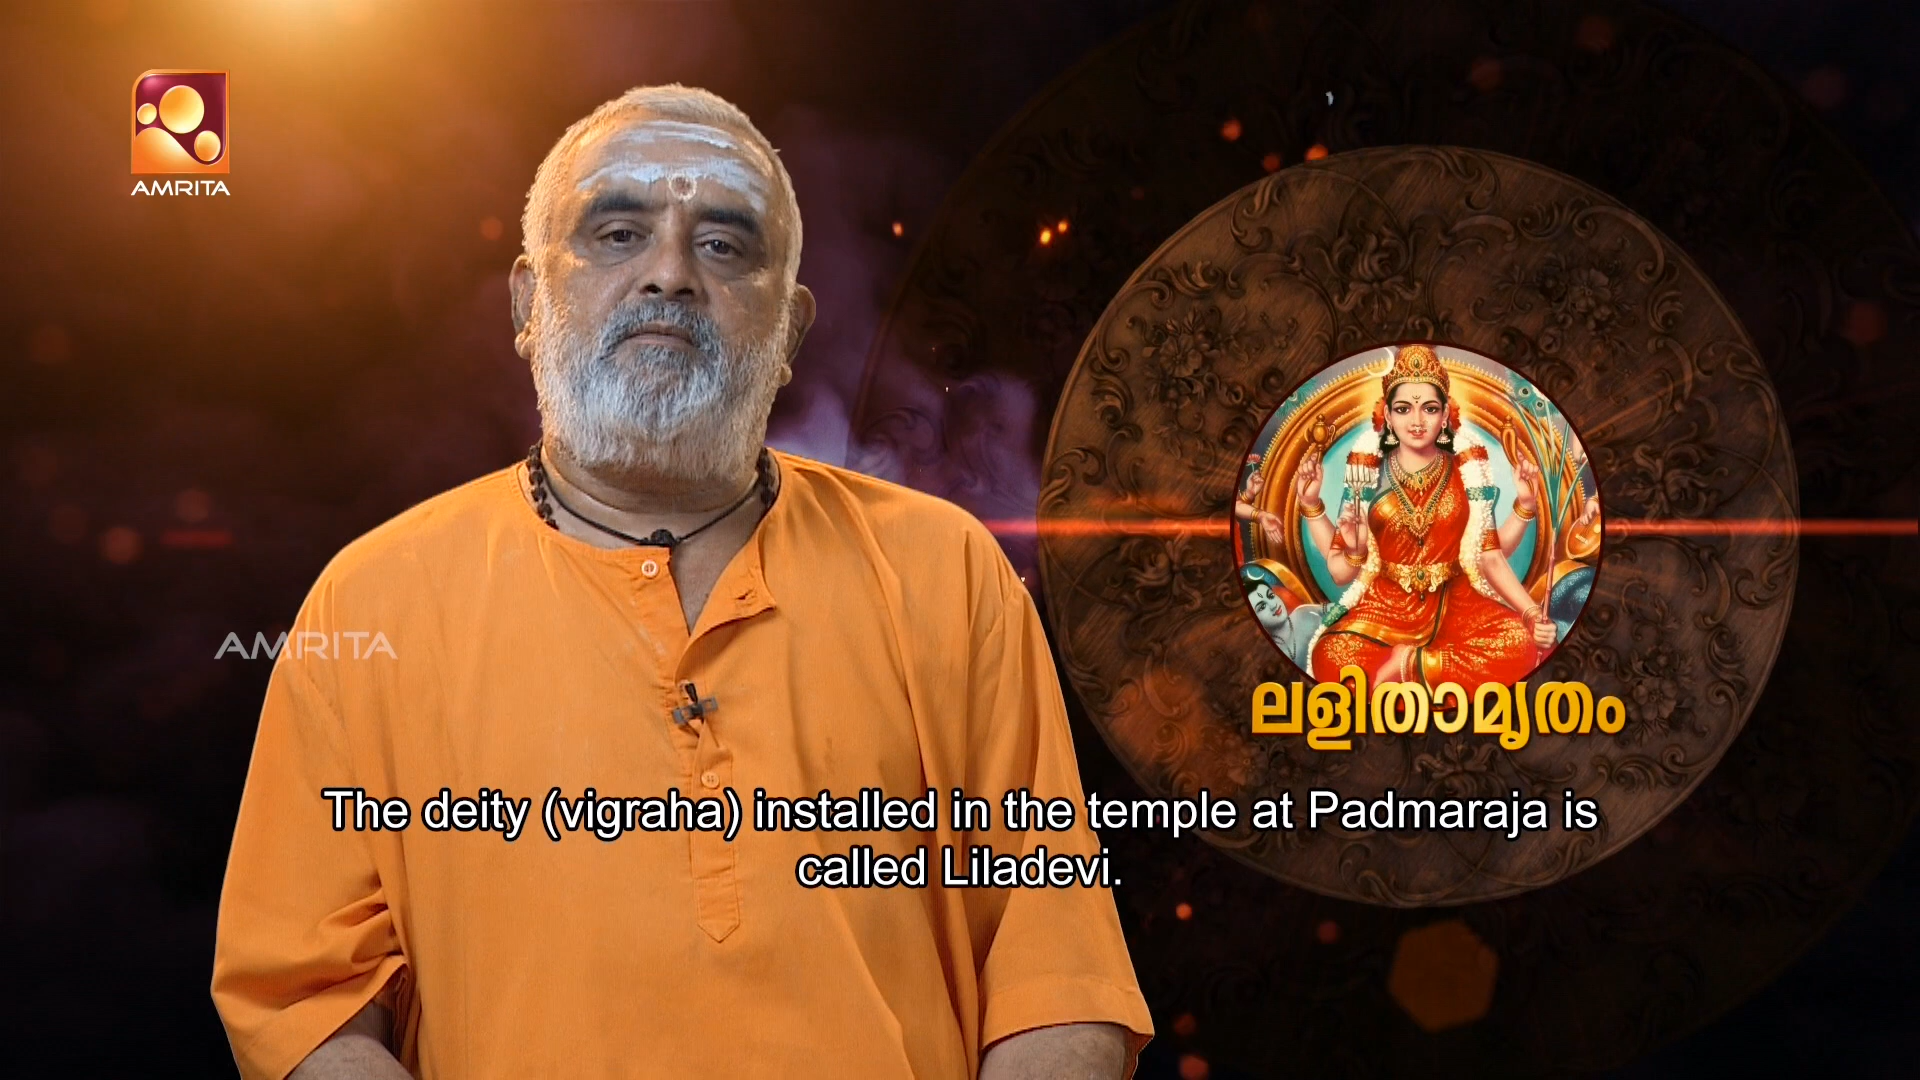 AMRITA
AMRITA
ലളിതാമൃതം
The deity (vigraha) installed in the temple at Padmaraja is
called Liladevi.